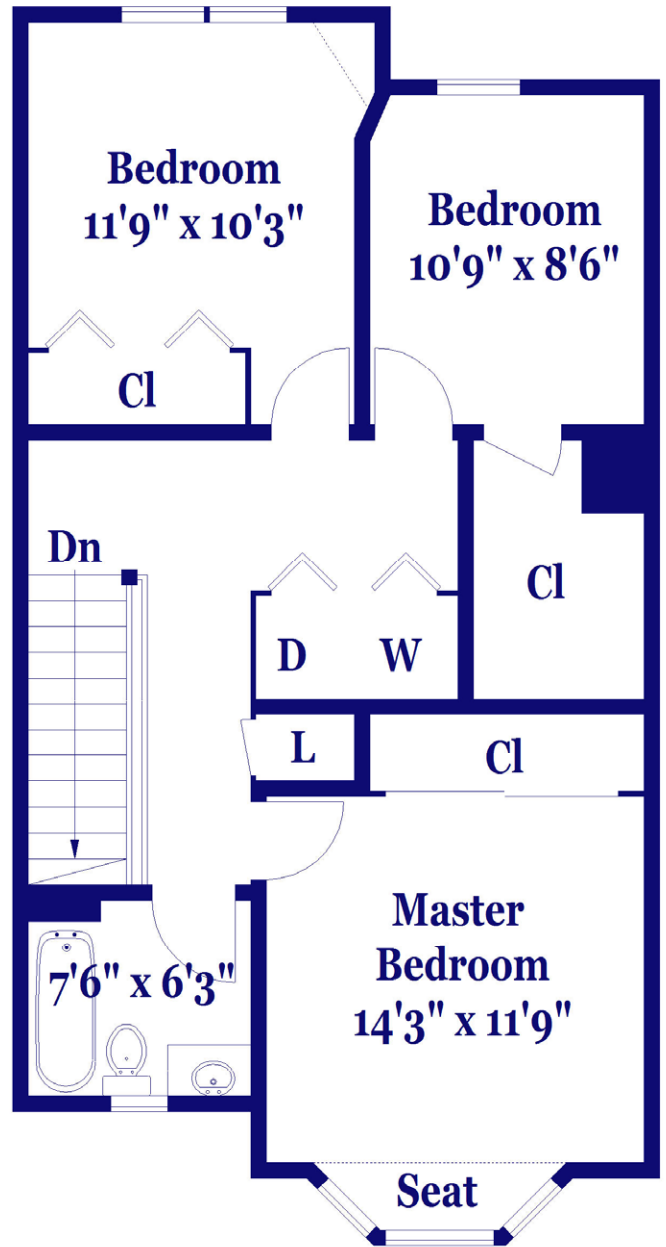 Bedroom
11'9" x 10'3"
Bedroom
10'9" x 8'6"
Cl
Dn
Cl
D
W
L
Cl
Master
Bedroom
14'3" x 11'9"
7'6" x 6'3"
Seat